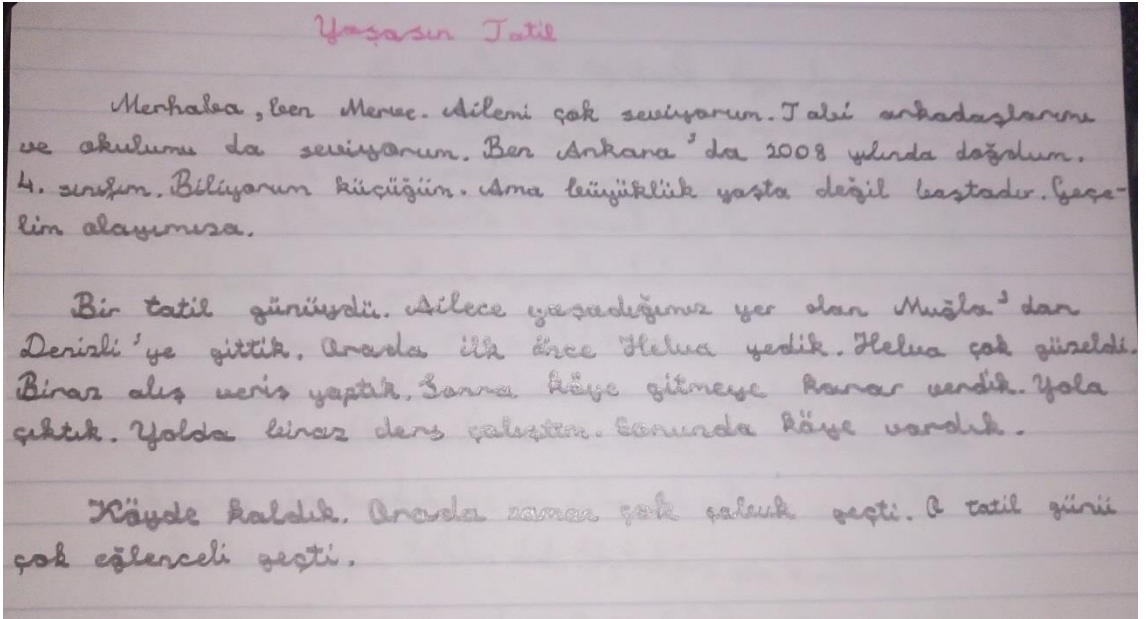 Yaşasın Tatil
Merhaba, ben Merve. Ailemi çok seviyorum. Tabi arkadaşlarımı
ve okulumu da seviyorum. Ben Ankara'da 2008 yılında doğdum.
4. sınıfım. Biliyorum küçüğüm. Ama büyüklük yaşta değil baştadır. Geçe-
lim olayımıza.
Bir tatil günüydü. Ailece yaşadığımız yer olan Muğla'dan
Denizli'ye gittik. Orada ilk önce Helva yedik. Helva çok güzeldi.
Biraz alış veriş yaptık. Sonra köye gitmeye karar verdik. Yola
çıktık. Yolda biraz ders çalıştım. Sonunda köye vardık.
Köyde kaldık. Orada zaman çok çabuk geçti. O tatil günü
çok eğlenceli geçti.